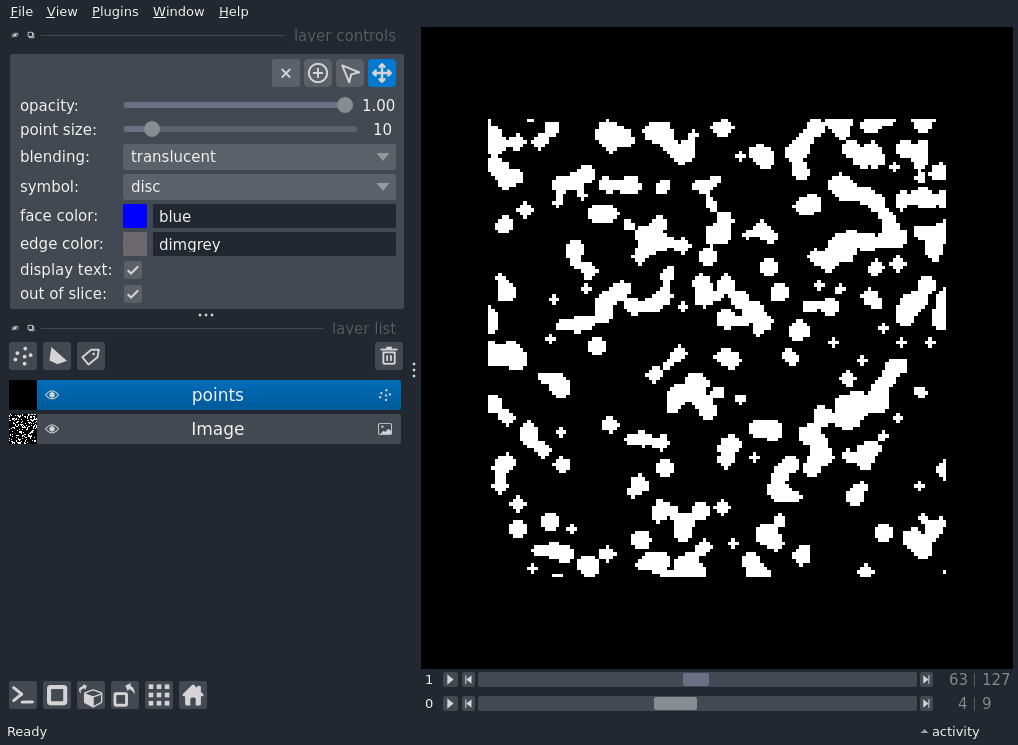 File View Plugins Window Help
layer controls
opacity: 1.00
point size: 10
blending: translucent
symbol: disc
face color: blue
edge color: dimgrey
display text:
out of slice:
layer list
points
Image
1 63 | 127
0 4 | 9
Ready activity